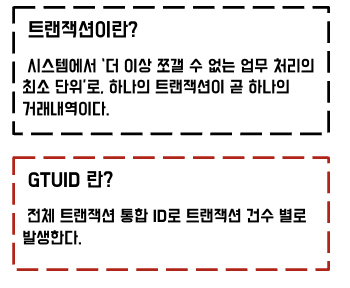 트랜잭션이란?
시스템에서 '더 이상 쪼갤 수 없는 업무 처리의
최소 단위'로, 하나의 트랜잭션이 곧 하나의
거래내역이다.
GTUID 란?
전체 트랜잭션 통합 ID로 트랜잭션 건수 별로
발생한다.